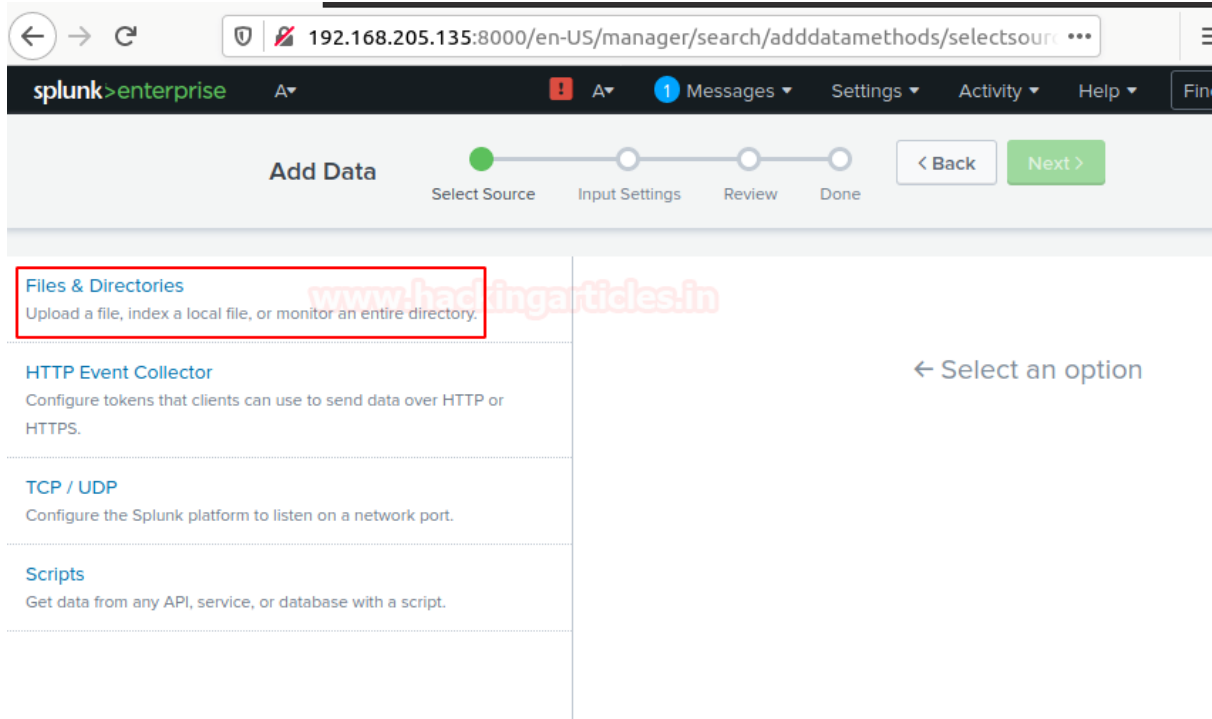 192.168.205.135:8000/en-US/manager/search/adddatamethods/selectsourc
splunk>enterprise A ! A 1 Messages Settings Activity Help Fin
Add Data
Select Source Input Settings Review Done
< Back Next >
Files & Directories
Upload a file, index a local file, or monitor an entire directory.
www.hackingarticles.in
HTTP Event Collector
Configure tokens that clients can use to send data over HTTP or
HTTPS.
← Select an option
TCP / UDP
Configure the Splunk platform to listen on a network port.
Scripts
Get data from any API, service, or database with a script.